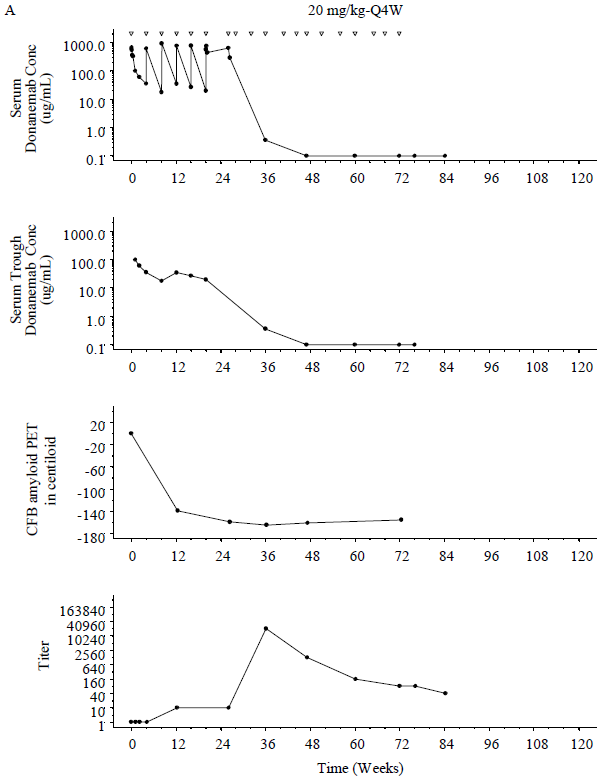 A
20 mg/kg-Q4W
Serum
Donanemab Conc
(ug/mL)
1000.0
100.0
10.0
1.0
0.1
0 12 24 36 48 60 72 84 96 108 120
Serum Trough
Donanemab Conc
(ug/mL)
1000.0
100.0
10.0
1.0
0.1
0 12 24 36 48 60 72 84 96 108 120
CFB amyloid PET
in centiloid
20
-20
-60
-100
-140
-180
0 12 24 36 48 60 72 84 96 108 120
Titer
163840
40960
10240
2560
640
160
40
10
1
0 12 24 36 48 60 72 84 96 108 120
Time (Weeks)